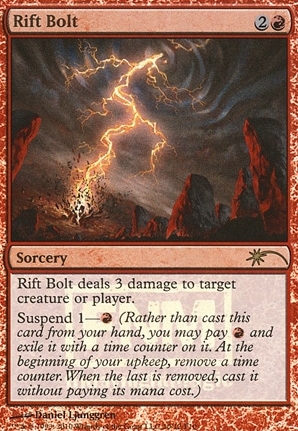 Rift Bolt 2
Sorcery
Rift Bolt deals 3 damage to target
creature or player.
Suspend 1— (Rather than cast this
card from your hand, you may pay and
exile it with a time counter on it. At the
beginning of your upkeep, remove a time
counter. When the last is removed, cast it
without paying its mana cost.)
Daniel Ljunggren